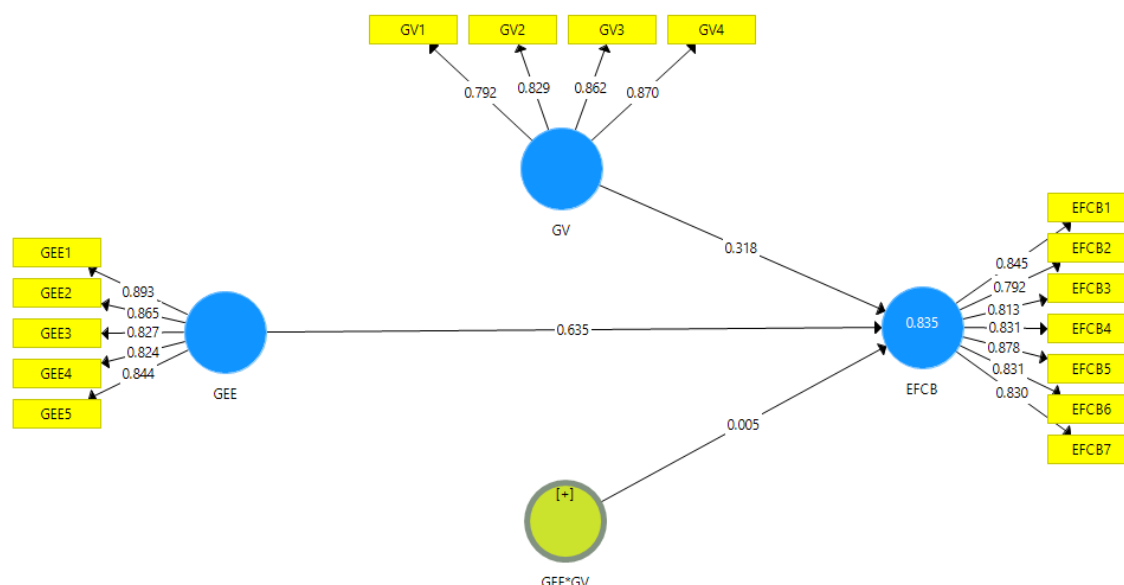 GV1 GV2 GV3 GV4
0.792 0.829 0.862 0.870
GV
GEE1
GEE2
GEE3
GEE4
GEE5
0.893
0.865
0.827
0.824
0.844
GEE
0.318
0.635
0.005
0.835
EFCB
EFCB1
EFCB2
EFCB3
EFCB4
EFCB5
EFCB6
EFCB7
0.845
0.792
0.813
0.831
0.878
0.831
0.830
[+]
GEE*GV